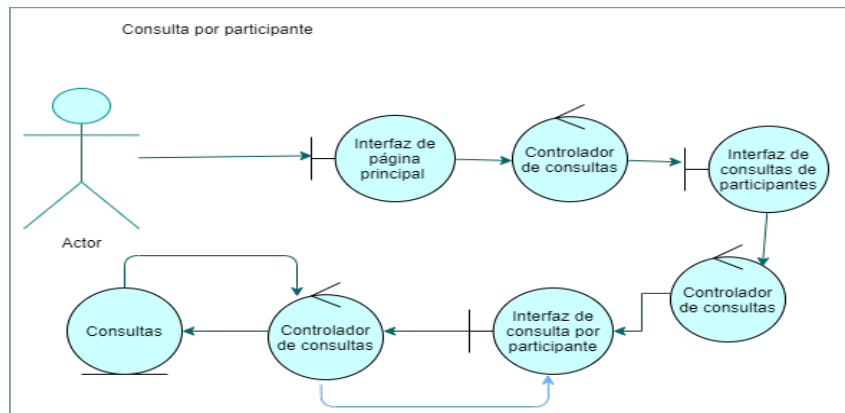 Consulta por participante
Interfaz de
página
principal
Controlador
de consultas
Interfaz de
consultas de
participantes
Actor
Controlador
de consultas
Interfaz de
consulta por
participante
Controlador
de consultas
Consultas